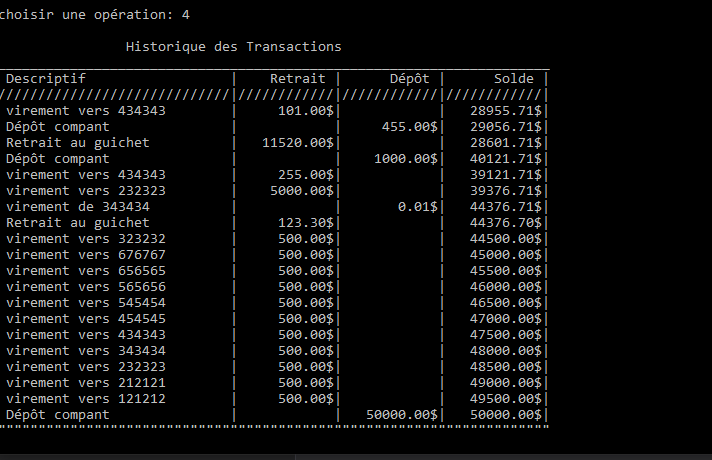 choisir une opération: 4
Historique des Transactions
Descriptif | Retrait | Dépôt | Solde |
/////////////////////////////|////////////|////////////|////////////|
virement vers 434343 | 101.00$| | 28955.71$|
Dépôt compant | | 455.00$| 29056.71$|
Retrait au guichet | 11520.00$| | 28601.71$|
Dépôt compant | | 1000.00$| 40121.71$|
virement vers 434343 | 255.00$| | 39121.71$|
virement vers 232323 | 5000.00$| | 39376.71$|
virement de 343434 | | 0.01$| 44376.71$|
Retrait au guichet | 123.30$| | 44376.70$|
virement vers 323232 | 500.00$| | 44500.00$|
virement vers 676767 | 500.00$| | 45000.00$|
virement vers 656565 | 500.00$| | 45500.00$|
virement vers 565656 | 500.00$| | 46000.00$|
virement vers 545454 | 500.00$| | 46500.00$|
virement vers 454545 | 500.00$| | 47000.00$|
virement vers 434343 | 500.00$| | 47500.00$|
virement vers 343434 | 500.00$| | 48000.00$|
virement vers 232323 | 500.00$| | 48500.00$|
virement vers 212121 | 500.00$| | 49000.00$|
virement vers 121212 | 500.00$| | 49500.00$|
Dépôt compant | | 50000.00$| 50000.00$|